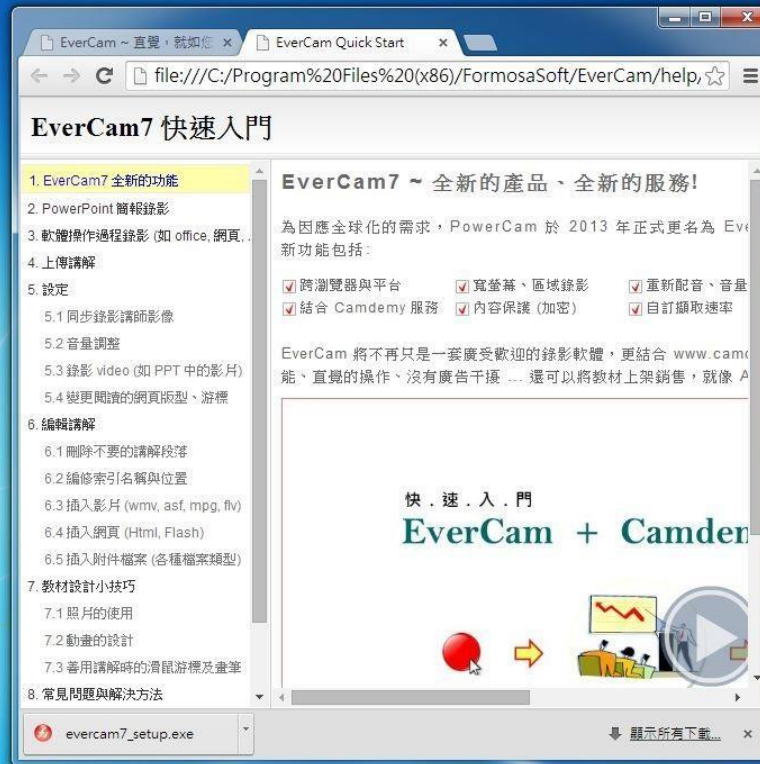 EverCam ~ 直覺，就如
EverCam Quick Start
file:///C:/Program%20Files%20(x86)/FormosaSoft/EverCam/help,
EverCam7 快速入門
1. EverCam7 全新的功能
2. PowerPoint 簡報錄影
3. 軟體操作過程錄影 (如 office, 網頁, .
4. 上傳講解
5. 設定
5.1 同步錄影講師影像
5.2 音量調整
5.3 錄影 video (如 PPT 中的影片)
5.4 變更閱讀的網頁版型、游標
6. 編輯講解
6.1 刪除不要的講解段落
6.2 編修索引名稱與位置
6.3 插入影片 (wmv, asf, mpg, flv)
6.4 插入網頁 (Html, Flash)
6.5 插入附件檔案 (各種檔案類型)
7. 教材設計小技巧
7.1 照片的使用
7.2 動畫的設計
7.3 善用講解時的滑鼠游標及畫筆
8. 常見問題與解決方法
EverCam7 ~ 全新的產品、全新的服務!
為因應全球化的需求，PowerCam 於 2013 年正式更名為 Eve
新功能包括:
跨瀏覽器與平台 寬螢幕、區域錄影 重新配音、音量
結合 Camdemy 服務 內容保護 (加密) 自訂擷取速率
EverCam 將不再只是一套廣受歡迎的錄影軟體，更結合 www.camd
能、直覺的操作、沒有廣告干擾 ... 還可以將教材上架銷售，就像 A
快．速．入．門
EverCam + Camdem
evercam7_setup.exe
顯示所有下載...